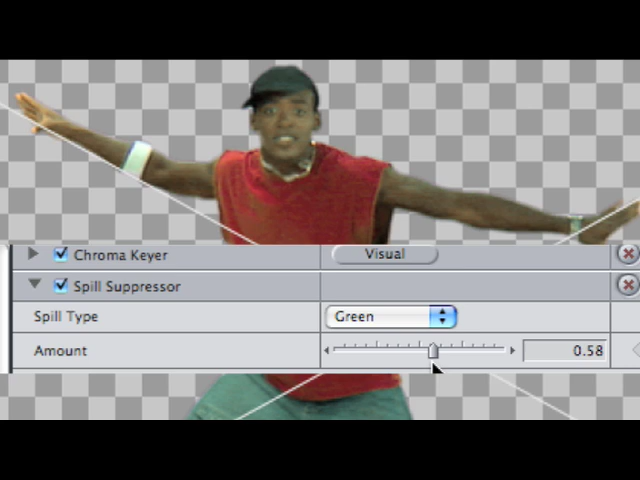 Chroma Keyer Visual
Spill Suppressor
Spill Type Green
Amount 0.58